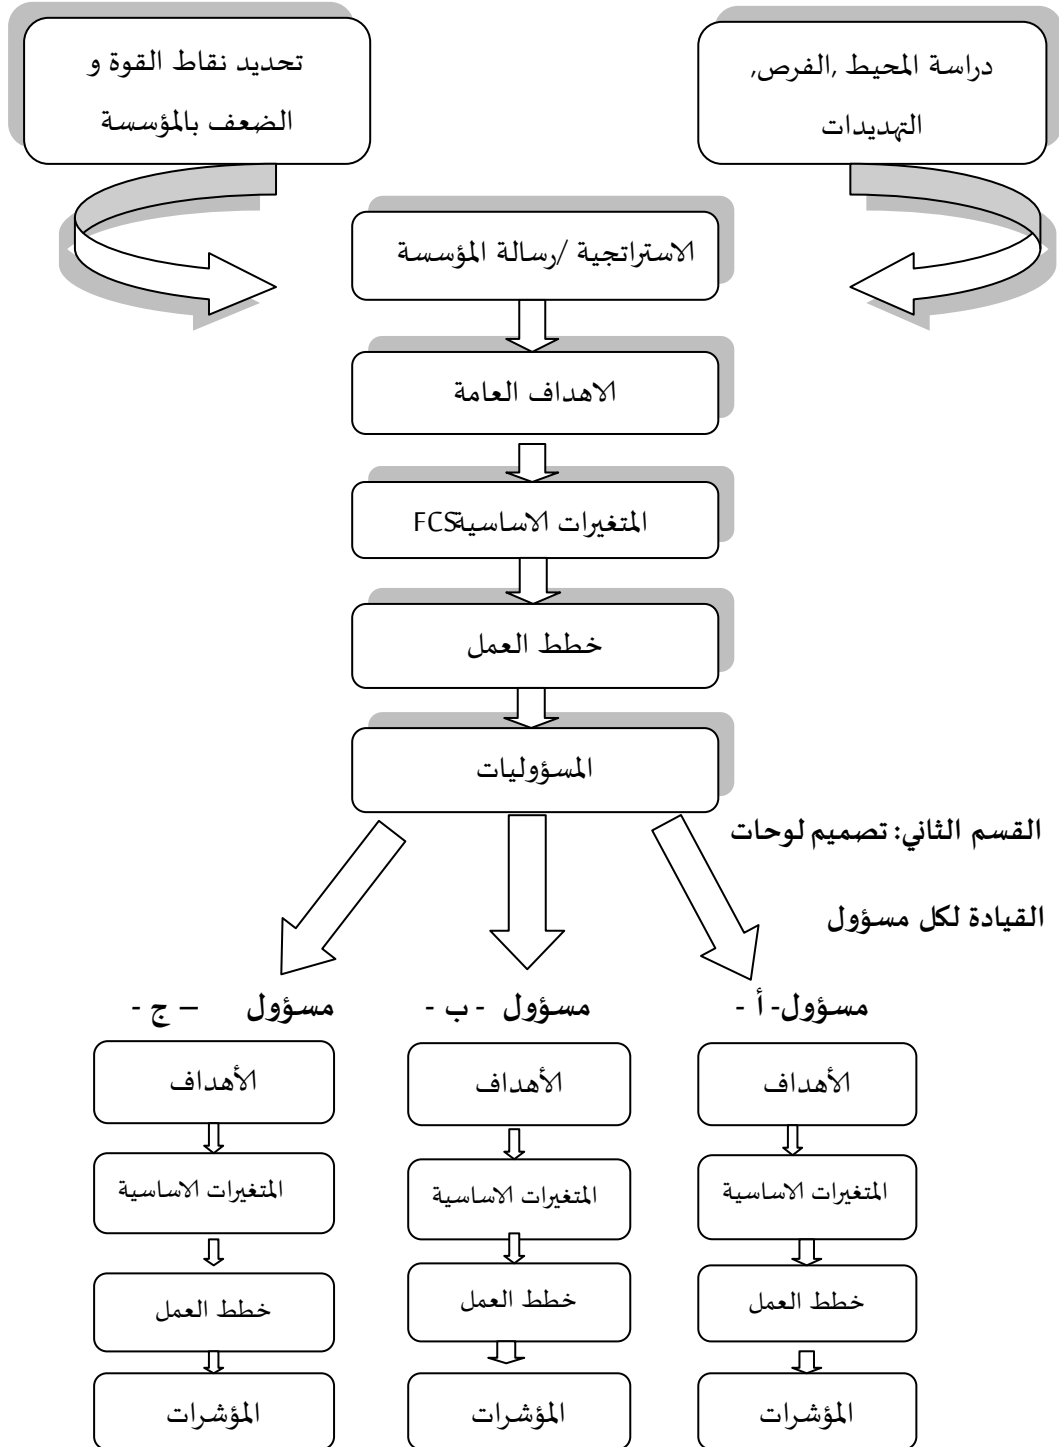 دراسة المحيط ,الفرص,
التهديدات
تحديد نقاط القوة و
الضعف بالمؤسسة
الاستراتجية /رسالة المؤسسة
الاهداف العامة
المتغيرات الاساسيةFCS
خطط العمل
المسؤوليات
القسم الثاني: تصميم لوحات
القيادة لكل مسؤول
مسؤول- أ -
مسؤول - ب -
مسؤول – ج -
الأهداف
الأهداف
الأهداف
المتغيرات الاساسية
المتغيرات الاساسية
المتغيرات الاساسية
خطط العمل
خطط العمل
خطط العمل
المؤشرات
المؤشرات
المؤشرات